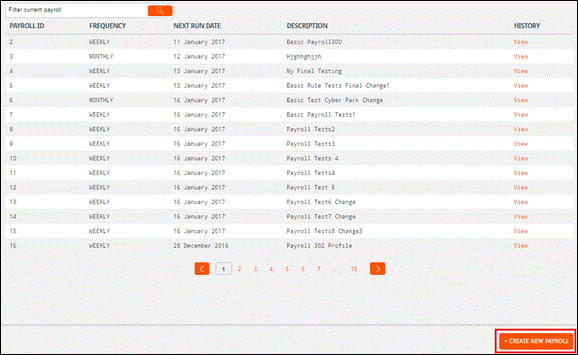 Filter current payroll
PAYROLL ID FREQUENCY NEXT RUN DATE DESCRIPTION HISTORY
2 WEEKLY 11 January 2017 Basic Payroll300 View
3 MONTHLY 12 January 2017 Hjghhghjjh View
4 WEEKLY 13 January 2017 My Final Testing View
5 WEEKLY 13 January 2017 Basic Rule Tests Final Change1 View
6 MONTHLY 16 January 2017 Basic Test Cyber Park Change View
7 WEEKLY 16 January 2017 Basic Payroll Tests1 View
8 WEEKLY 16 January 2017 Payroll Tests2 View
9 WEEKLY 16 January 2017 Payroll Tests3 View
10 WEEKLY 16 January 2017 Payroll Tests 4 View
11 WEEKLY 16 January 2017 Payroll Tests4 View
12 WEEKLY 16 January 2017 Payroll Test 5 View
13 WEEKLY 16 January 2017 Payroll Test6 Change View
14 WEEKLY 16 January 2017 Payroll Test7 Change View
15 WEEKLY 16 January 2017 Payroll Tests8 Change3 View
16 WEEKLY 28 December 2016 Payroll 302 Profile View
1 2 3 4 5 6 7 ... 10
+ CREATE NEW PAYROLL